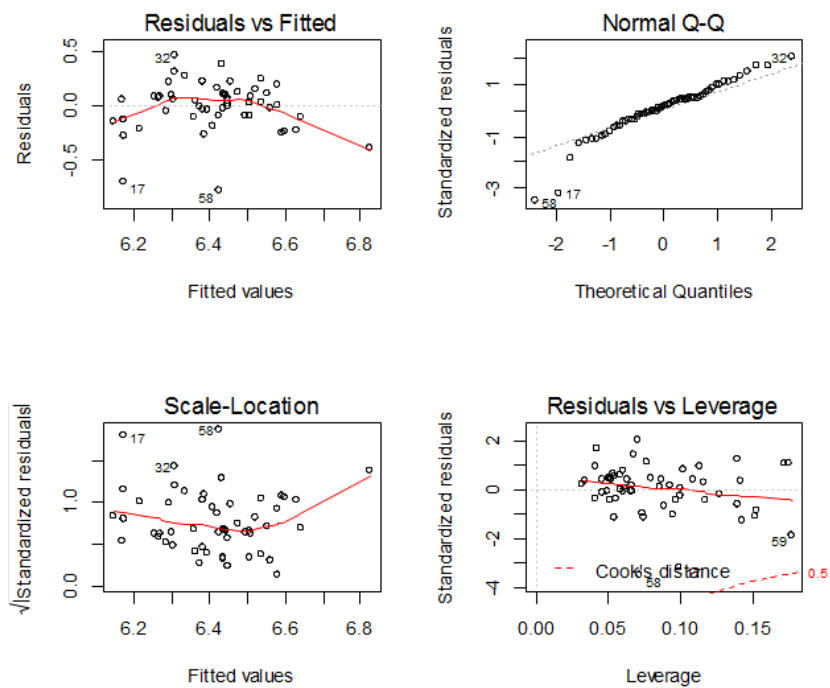 Residuals vs Fitted
Residuals
0.5
0.0
-0.5
32
17
58
6.2 6.4 6.6 6.8
Fitted values
Normal Q-Q
Standardized residuals
1
-1
-3
32
17
58
-2 -1 0 1 2
Theoretical Quantiles
Scale-Location
√|Standardized residuals|
1.0
0.0
17
58
32
6.2 6.4 6.6 6.8
Fitted values
Residuals vs Leverage
Standardized residuals
2
0
-2
-4
59
58
Cook's distance
0.5
0.00 0.05 0.10 0.15
Leverage